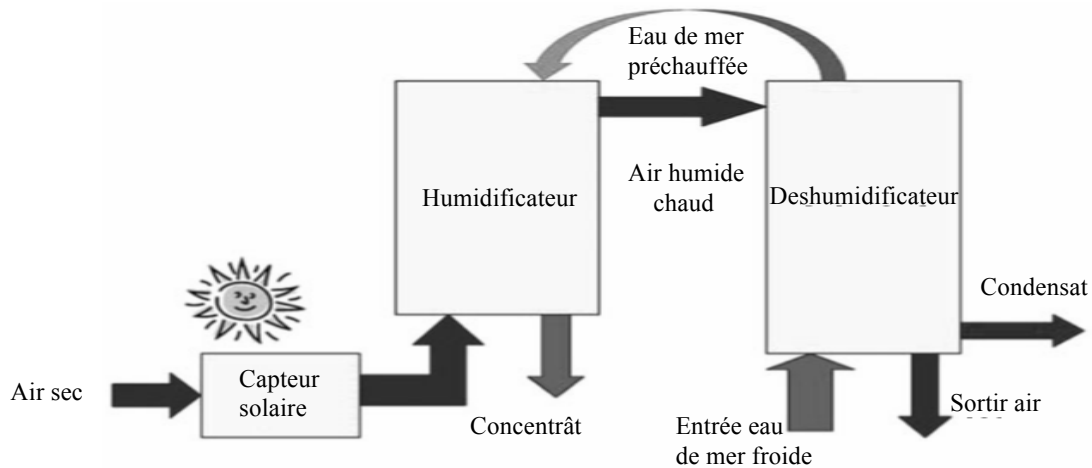 Eau de mer
préchauffée
Humidificateur
Air humide
chaud
Deshumidificateur
Condensat
Air sec
Capteur
solaire
Concentrât
Entrée eau
de mer froide
Sortir air